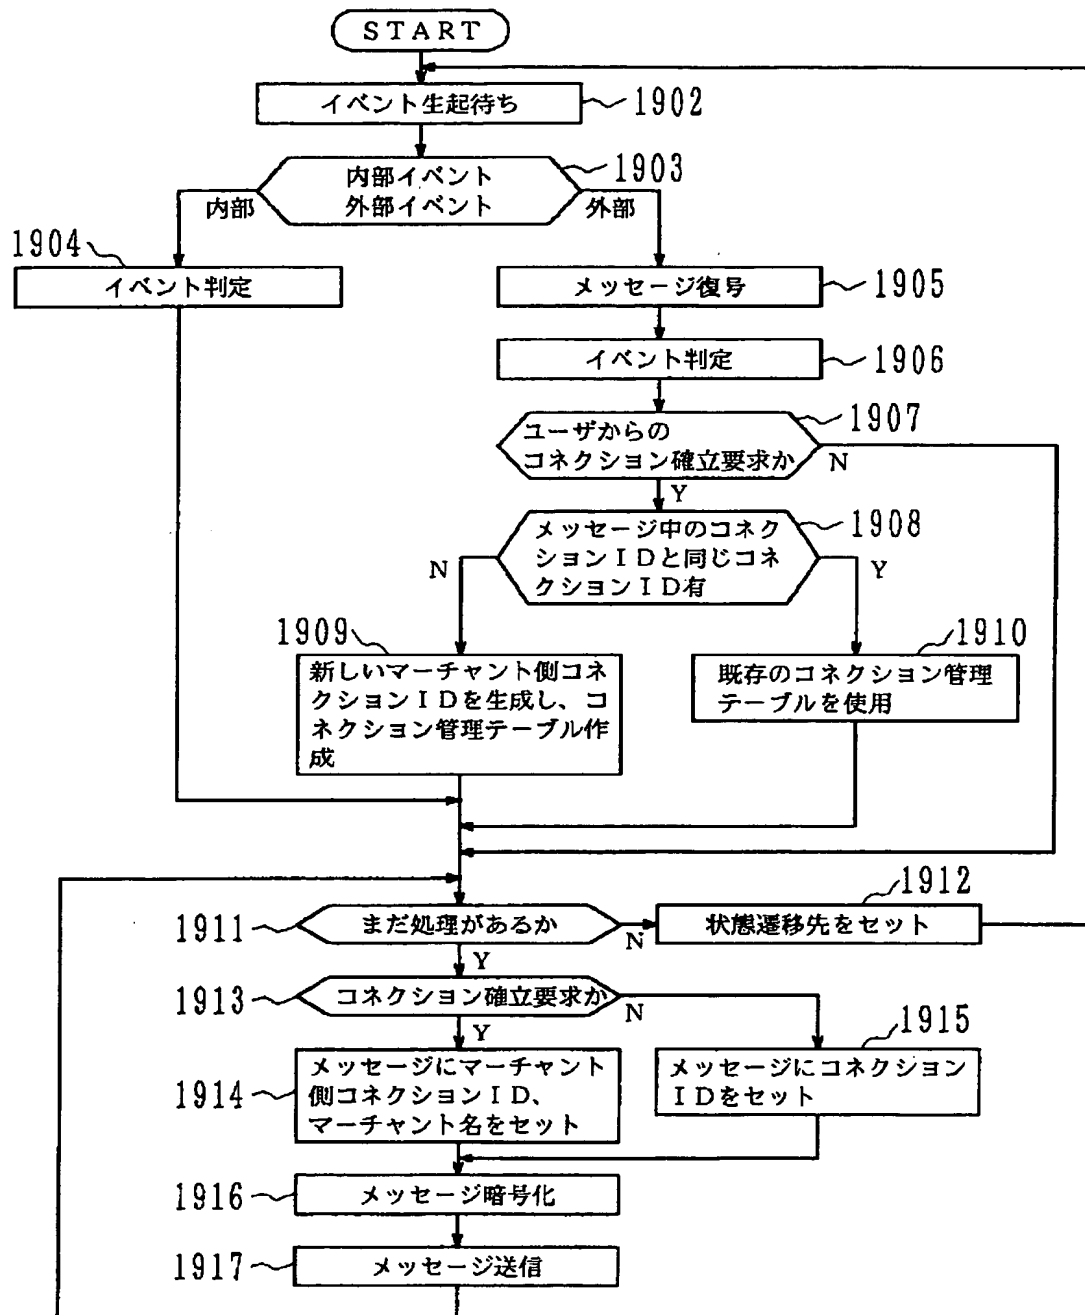 ＳＴＡＲＴ
イベント生起待ち
1902
内部イベント
外部イベント
1903
内部
外部
1904
イベント判定
メッセージ復号
1905
イベント判定
1906
ユーザからの
コネクション確立要求か
1907
N
Y
メッセージ中のコネク
ションＩＤと同じコネ
クションＩＤ有
1908
N
Y
1909
新しいマーチャント側コネ
クションＩＤを生成し、コ
ネクション管理テーブル作
成
1910
既存のコネクション管理
テーブルを使用
1911
まだ処理があるか
N
Y
1912
状態遷移先をセット
1913
コネクション確立要求か
N
Y
1914
メッセージにマーチャント
側コネクションＩＤ、
マーチャント名をセット
1915
メッセージにコネクション
ＩＤをセット
1916
メッセージ暗号化
1917
メッセージ送信